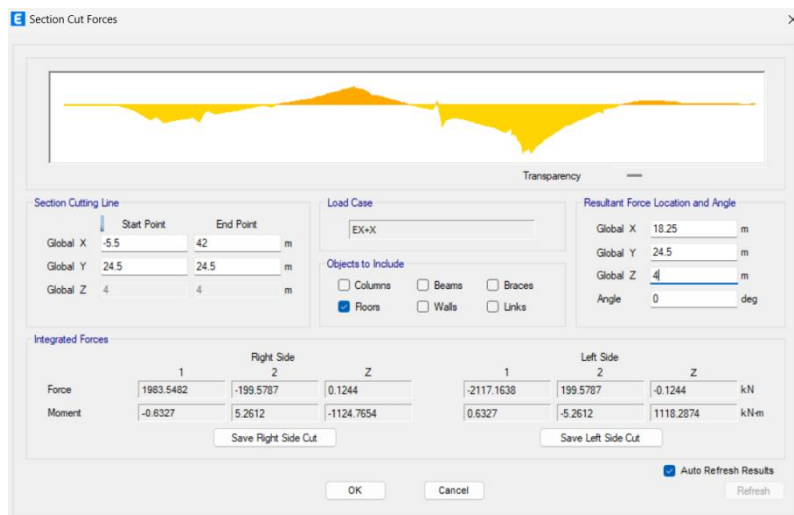 E Section Cut Forces
Transparency
Section Cutting Line
Start Point End Point
Global X -5.5 42 m
Global Y 24.5 24.5 m
Global Z 4 4 m
Load Case
EX+X
Objects to Include
Columns Beams Braces
Floors Walls Links
Resultant Force Location and Angle
Global X 18.25 m
Global Y 24.5 m
Global Z 4 m
Angle 0 deg
Integrated Forces
Right Side Left Side
1 2 Z 1 2 Z
Force 1983.5482 -199.5787 0.1244 -2117.1638 199.5787 -0.1244 kN
Moment -0.6327 5.2612 -1124.7654 0.6327 -5.2612 1118.2874 kN-m
Save Right Side Cut Save Left Side Cut
Auto Refresh Results
OK Cancel Refresh